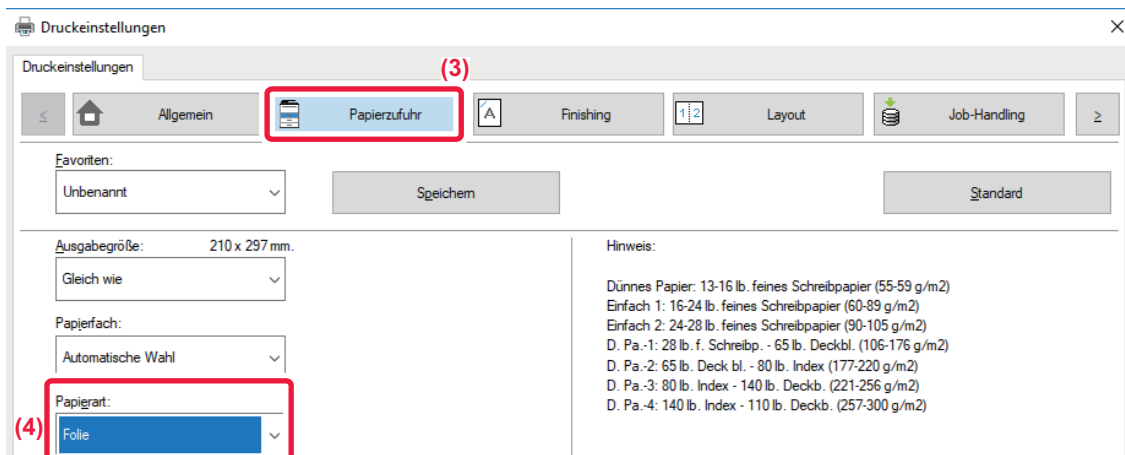 Druckeinstellungen
Druckeinstellungen
(3)
< Allgemein Papierzufuhr A Finishing 1 2 Layout Job-Handling >
Favoriten:
Unbenannt Speichern Standard
Ausgabegröße: 210 x 297 mm. Hinweis:
Gleich wie
Dünnes Papier: 13-16 lb. feines Schreibpapier (55-59 g/m2)
Einfach 1: 16-24 lb. feines Schreibpapier (60-89 g/m2)
Papierfach:
Einfach 2: 24-28 lb. feines Schreibpapier (90-105 g/m2)
Automatische Wahl
D. Pa.-1: 28 lb. f. Schreibp. - 65 lb. Deckbl. (106-176 g/m2)
D. Pa.-2: 65 lb. Deck bl. - 80 lb. Index (177-220 g/m2)
D. Pa.-3: 80 lb. Index - 140 lb. Deckb. (221-256 g/m2)
Papierart:
D. Pa.-4: 140 lb. Index - 110 lb. Deckb. (257-300 g/m2)
(4)
Folie